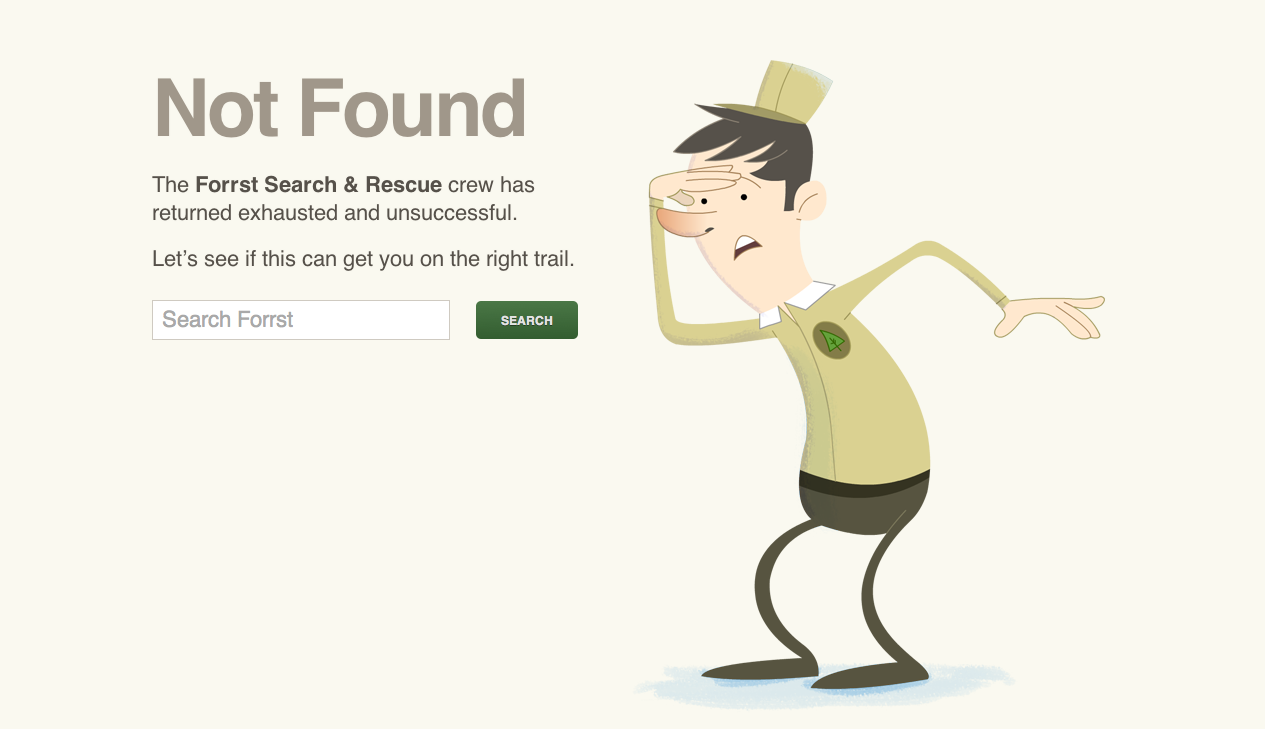 Not Found
The Forrst Search & Rescue crew has
returned exhausted and unsuccessful.
Let’s see if this can get you on the right trail.
Search Forrst
SEARCH